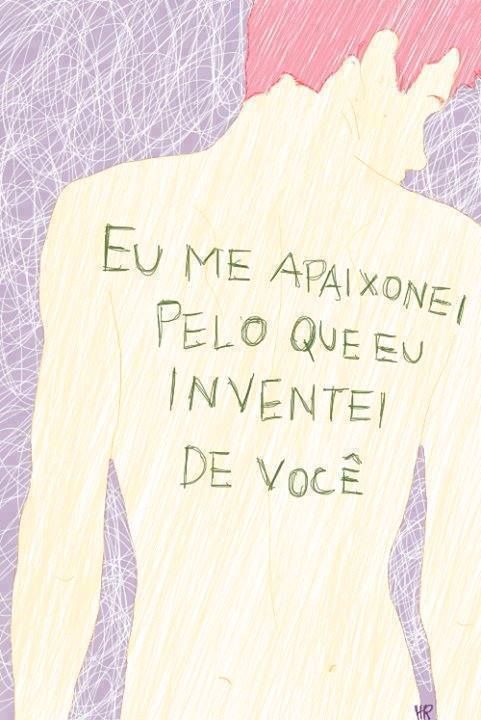 EU ME APAIXONEI
PELO QUE EU
INVENTEI
DE VOCÊ
HR